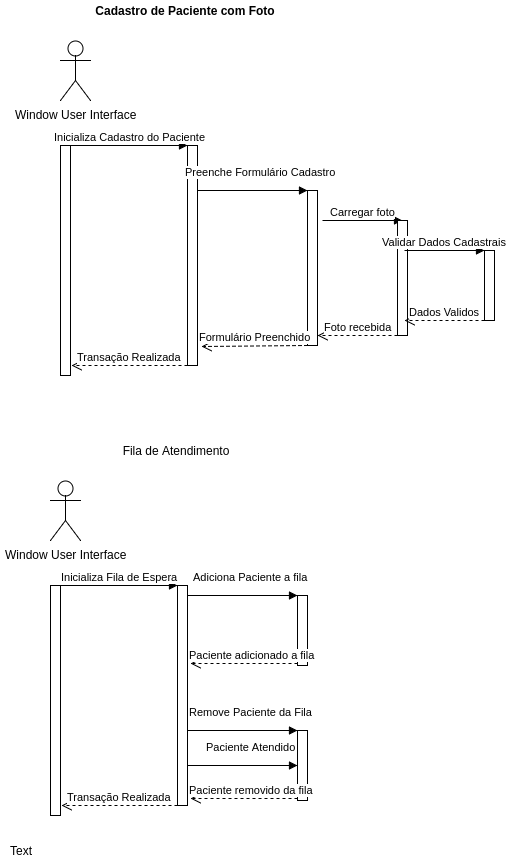 Cadastro de Paciente com Foto
Window User Interface
Inicializa Cadastro do Paciente
Preenche Formulário Cadastro
Carregar foto
Validar Dados Cadastrais
Dados Validos
Foto recebida
Formulário Preenchido
Transação Realizada
Fila de Atendimento
Window User Interface
Inicializa Fila de Espera
Adiciona Paciente a fila
Paciente adicionado a fila
Remove Paciente da Fila
Paciente Atendido
Paciente removido da fila
Transação Realizada
Text